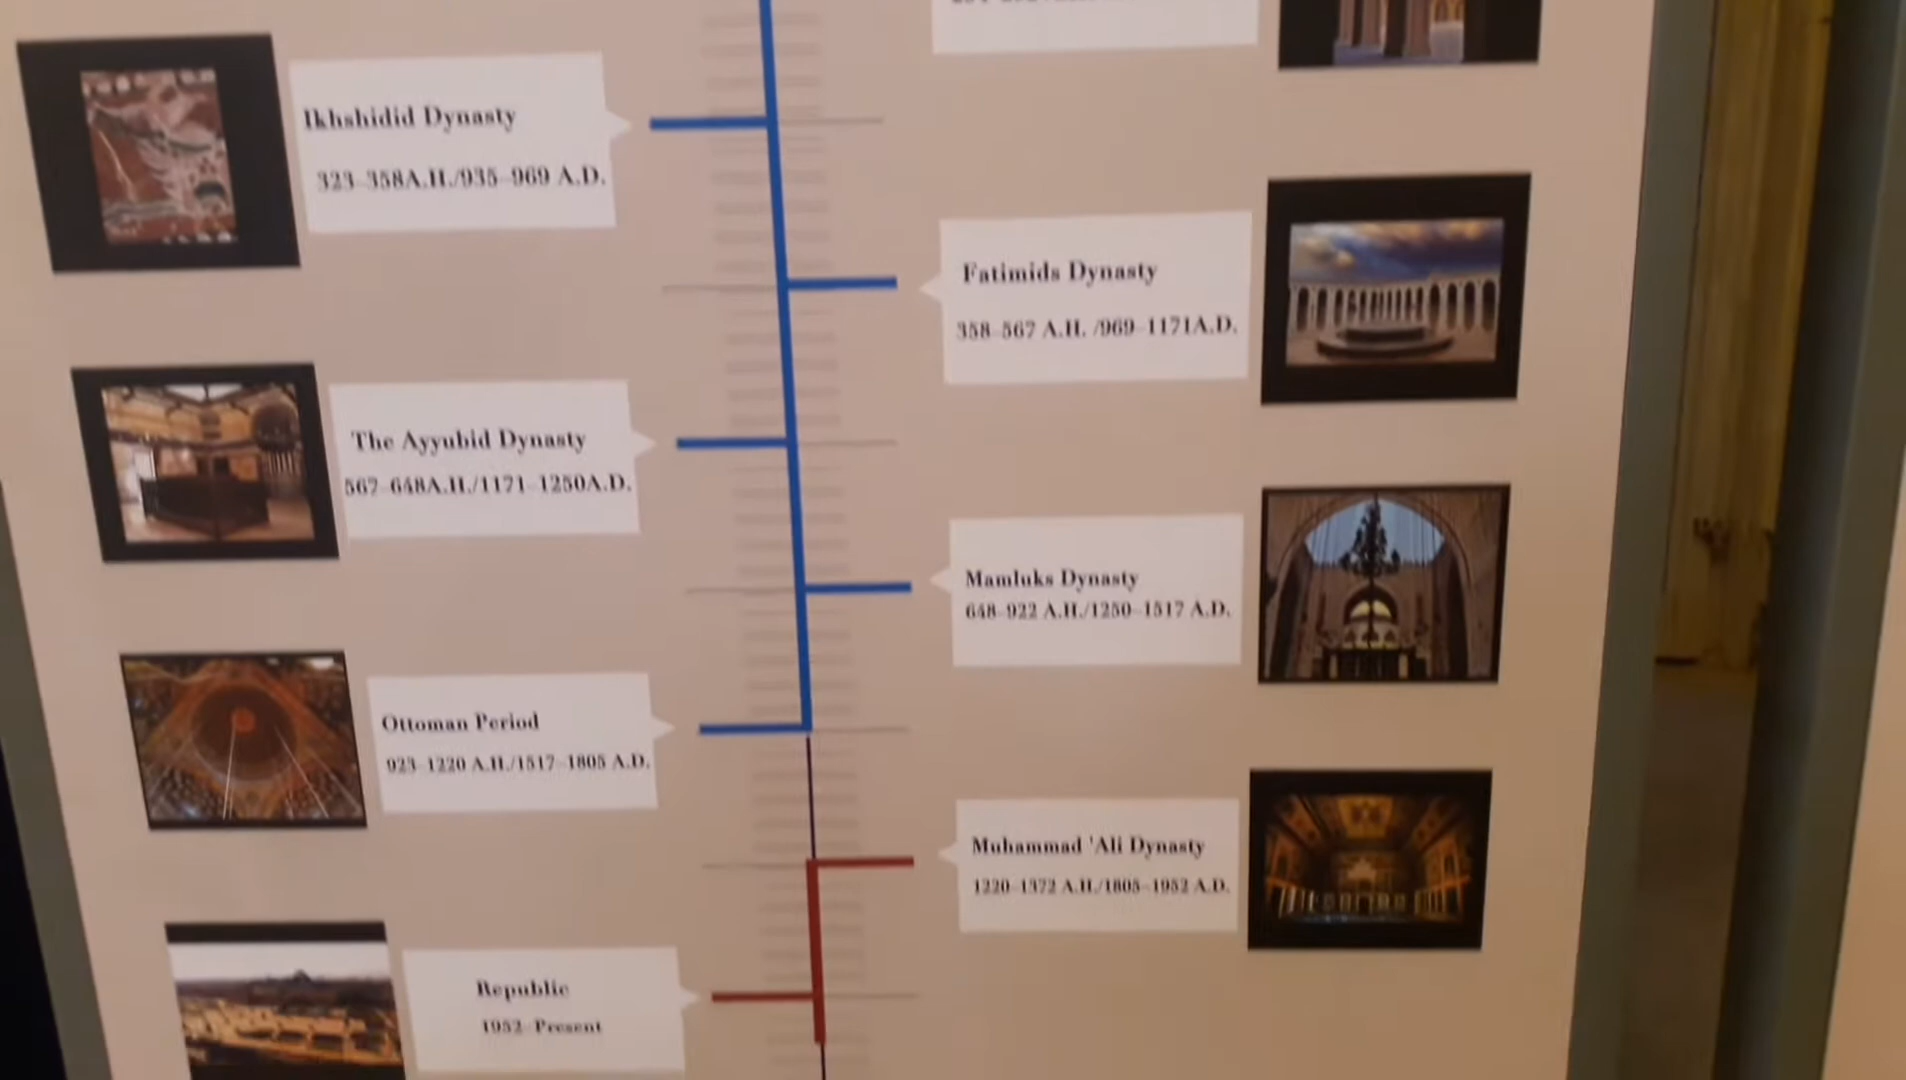 Ikhshidid Dynasty
323-358A.H./935-969 A.D.
Fatimids Dynasty
358-567 A.H. /969-1171A.D.
The Ayyubid Dynasty
567-648A.H./1171-1250A.D.
Mamluks Dynasty
648-922 A.H./1250-1517 A.D.
Ottoman Period
923-1220 A.H./1517-1805 A.D.
Muhammad 'Ali Dynasty
1220-1372 A.H./1805-1952 A.D.
Republic
1952-Present